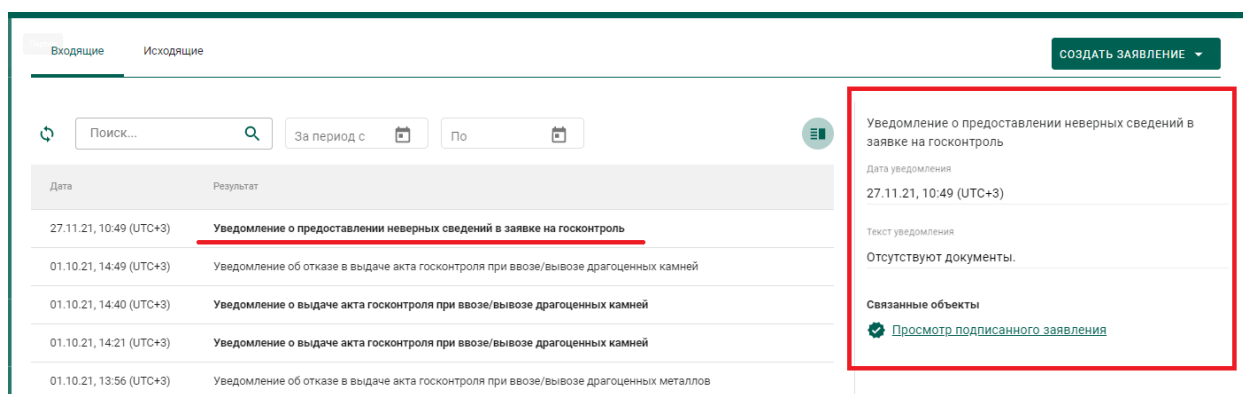 Входящие Исходящие СОЗДАТЬ ЗАЯВЛЕНИЕ
Поиск... За период с По
Дата Результат
27.11.21, 10:49 (UTC+3) Уведомление о предоставлении неверных сведений в заявке на госконтроль
01.10.21, 14:49 (UTC+3) Уведомление об отказе в выдаче акта госконтроля при ввозе/вывозе драгоценных камней
01.10.21, 14:40 (UTC+3) Уведомление о выдаче акта госконтроля при ввозе/вывозе драгоценных камней
01.10.21, 14:21 (UTC+3) Уведомление о выдаче акта госконтроля при ввозе/вывозе драгоценных камней
01.10.21, 13:56 (UTC+3) Уведомление об отказе в выдаче акта госконтроля при ввозе/вывозе драгоценных металлов
Уведомление о предоставлении неверных сведений в
заявке на госконтроль
Дата уведомления
27.11.21, 10:49 (UTC+3)
Текст уведомления
Отсутствуют документы.
Связанные объекты
Просмотр подписанного заявления